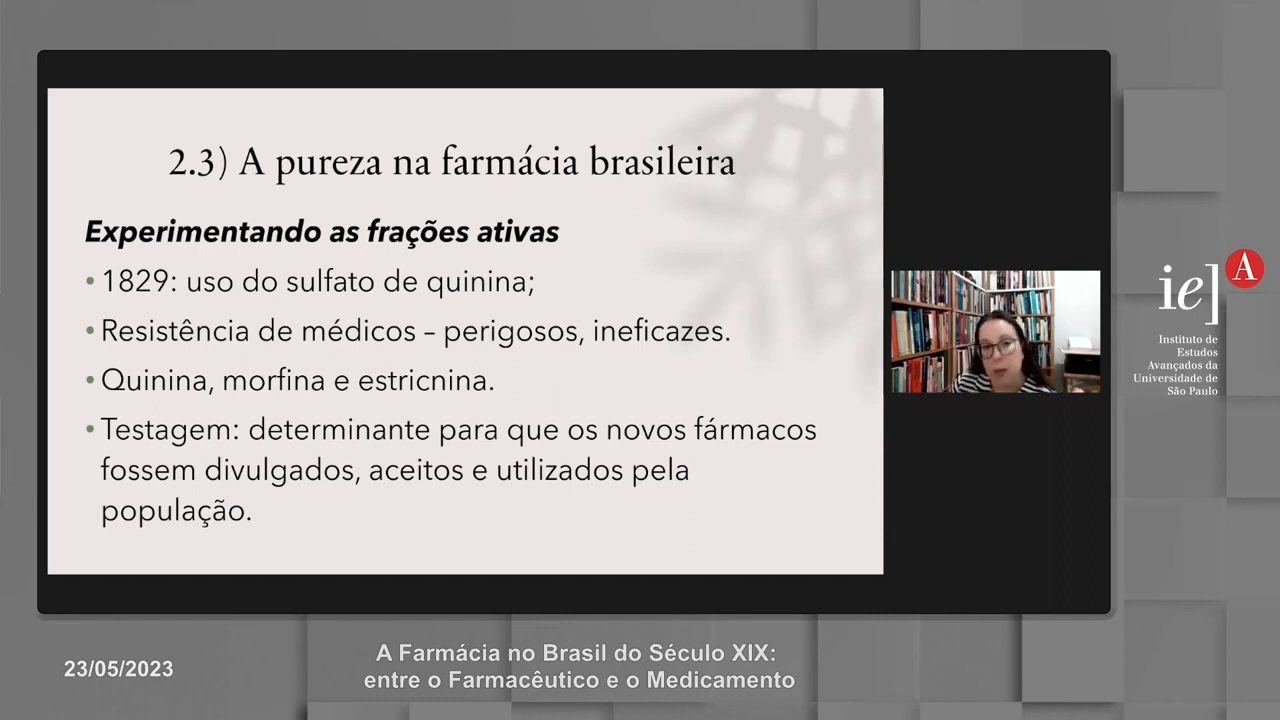 2.3) A pureza na farmácia brasileira
Experimentando as frações ativas
• 1829: uso do sulfato de quinina;
• Resistência de médicos – perigosos, ineficazes.
• Quinina, morfina e estricnina.
• Testagem: determinante para que os novos fármacos
fossem divulgados, aceitos e utilizados pela
população.
ie] A
Instituto de
Estudos
Avançados da
Universidade de
São Paulo
23/05/2023
A Farmácia no Brasil do Século XIX:
entre o Farmacêutico e o Medicamento